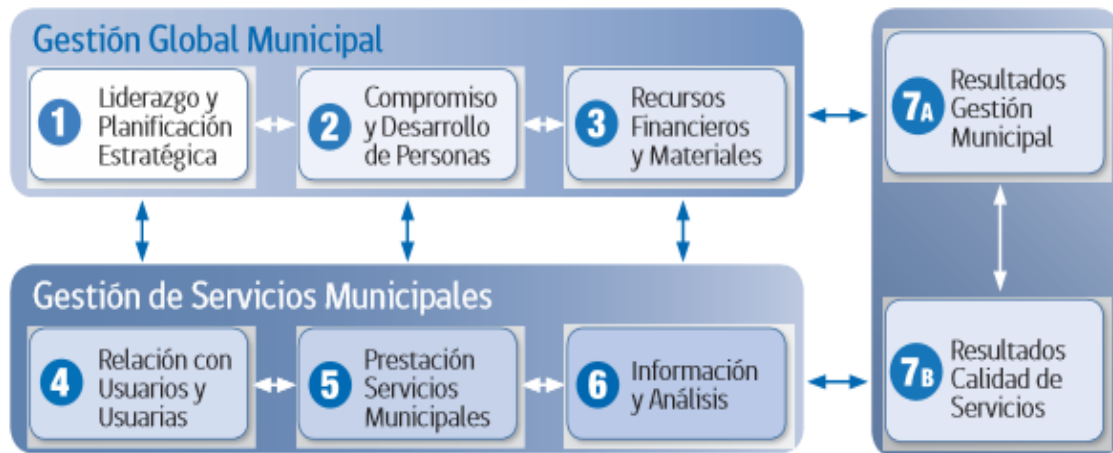 Gestión Global Municipal
1
Liderazgo y
Planificación
Estratégica
2
Compromiso
y Desarrollo
de Personas
3
Recursos
Financieros
y Materiales
7A
Resultados
Gestión
Municipal
Gestión de Servicios Municipales
4
Relación con
Usuarios y
Usuarias
5
Prestación
Servicios
Municipales
6
Información
y Análisis
7B
Resultados
Calidad de
Servicios